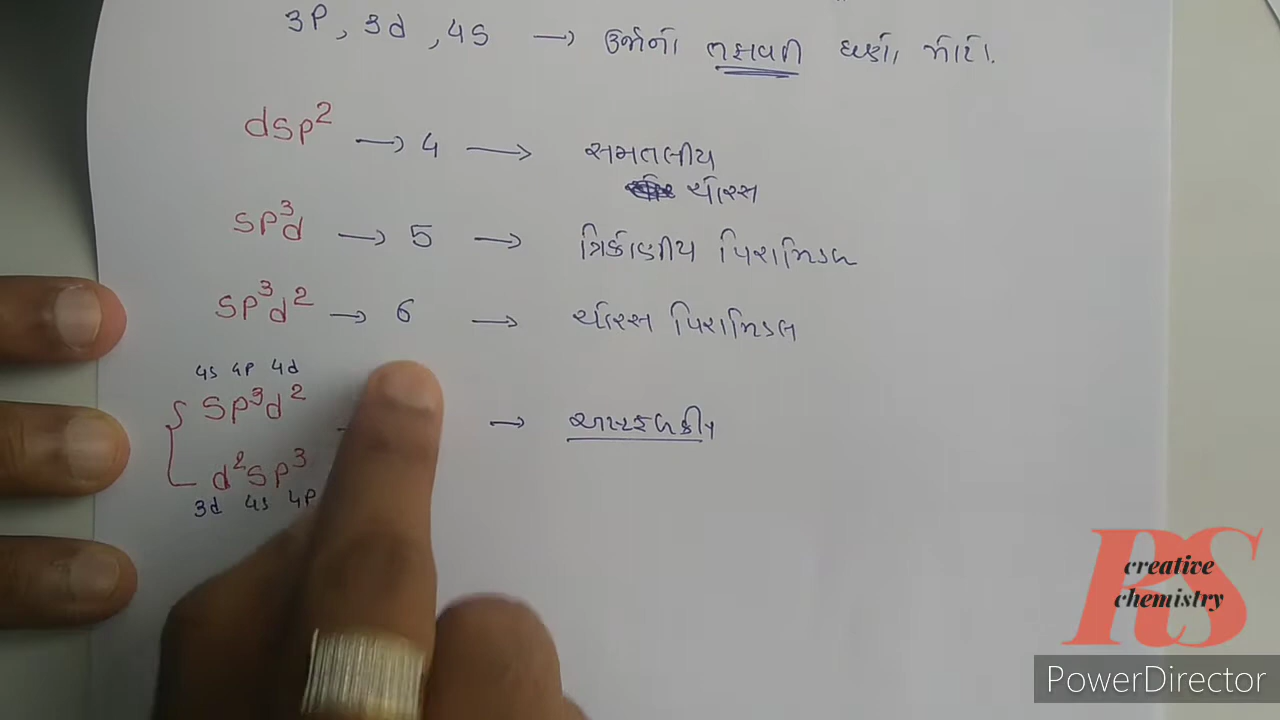 3P, 3d, 4s → ઉર્જાના તફાવત ઘણો મોટો.
dsp² → 4 → સમતલીય
ચોરસ
sp³d → 5 → ત્રિકોણીય પિરામિડલ
sp³d² → 6 → ચોરસ પિરામિડલ
4s 4p 4d
sp³d²
→ અષ્ટફલકીય
d²sp³
3d 4s 4p
RS
creative
chemistry
PowerDirector